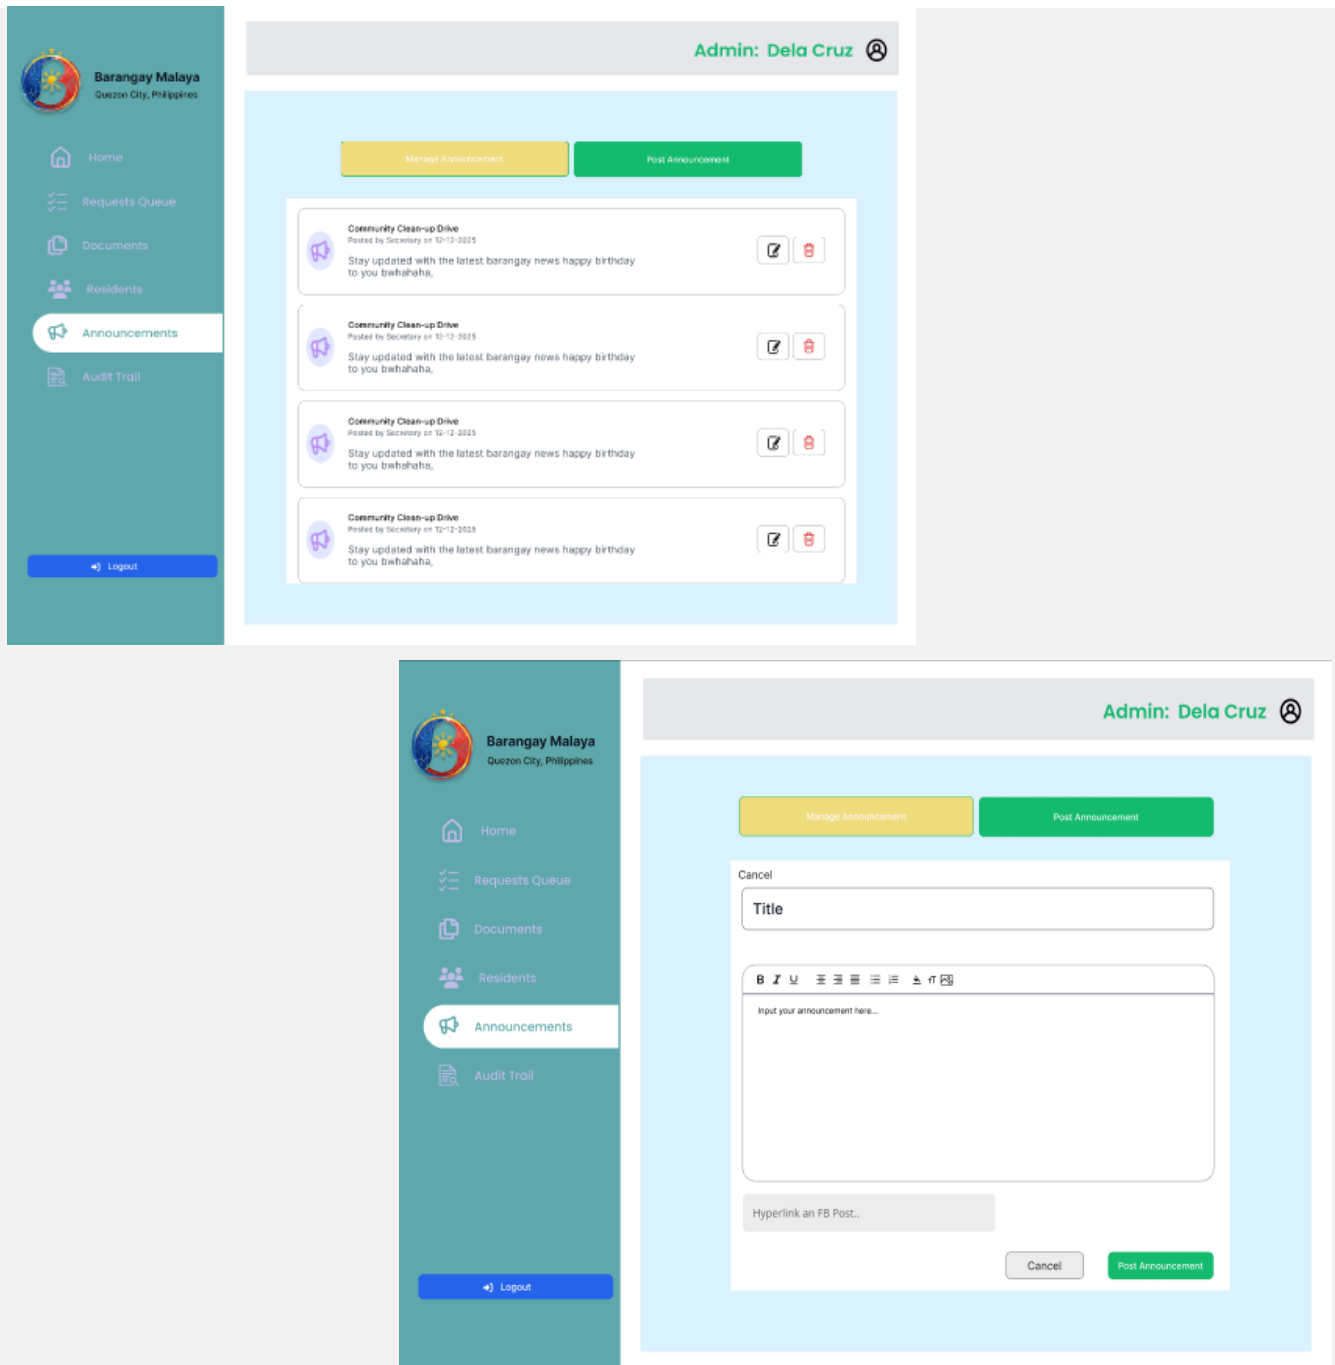 Admin: Dela Cruz
Barangay Malaya
Quezon City, Philippines
Home
Requests Queue
Documents
Residents
Announcements
Audit Trail
Logout
Manage Announcement
Post Announcement
Community Clean-up Drive
Posted by Secretary on 12-12-2025
Stay updated with the latest barangay news happy birthday
to you bwhahaha,
Community Clean-up Drive
Posted by Secretary on 12-12-2025
Stay updated with the latest barangay news happy birthday
to you bwhahaha,
Community Clean-up Drive
Posted by Secretary on 12-12-2025
Stay updated with the latest barangay news happy birthday
to you bwhahaha,
Community Clean-up Drive
Posted by Secretary on 12-12-2025
Stay updated with the latest barangay news happy birthday
to you bwhahaha,
Admin: Dela Cruz
Barangay Malaya
Quezon City, Philippines
Home
Requests Queue
Documents
Residents
Announcements
Audit Trail
Logout
Manage Announcement
Post Announcement
Cancel
Title
B I U
Input your announcement here...
Hyperlink an FB Post..
Cancel
Post Announcement